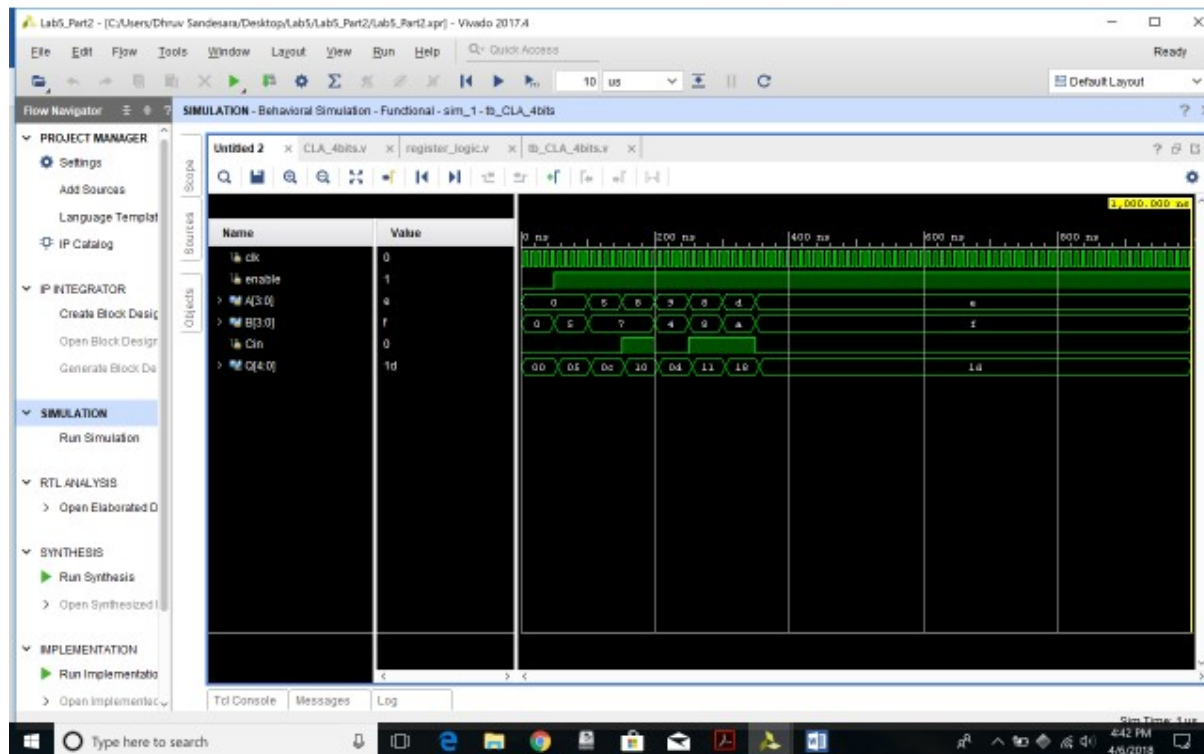 Lab5_Part2 - [C:/Users/Dhruv Sandesara/Desktop/Lab5/Lab5_Part2/Lab5_Part2.xpr] - Vivado 2017.4
File Edit Flow Tools Window Layout View Run Help Quick Access Ready
10 us Default Layout
Flow Navigator
SIMULATION - Behavioral Simulation - Functional - sim_1 - tb_CLA_4bits
PROJECT MANAGER
Settings
Add Sources
Language Templat
IP Catalog
IP INTEGRATOR
Create Block Desig
Open Block Design
Generate Block De
SIMULATION
Run Simulation
RTL ANALYSIS
Open Elaborated D
SYNTHESIS
Run Synthesis
Open Synthesized
IMPLEMENTATION
Run Implementatio
Open Implemented
Scope
Sources
Objects
Untitled 2 CLA_4bits.v register_logic.v tb_CLA_4bits.v
1,000.000 ns
Name Value 0 ns 200 ns 400 ns 600 ns 800 ns
clk 0
enable 1
A[3:0] e 0 5 8 9 8 d e
B[3:0] f 0 5 7 4 8 a f
Cin 0
Q[4:0] 1d 00 05 0c 10 0d 11 18 1d
Tcl Console Messages Log
Sim Time: 1 us
Type here to search
4:42 PM
4/6/2018